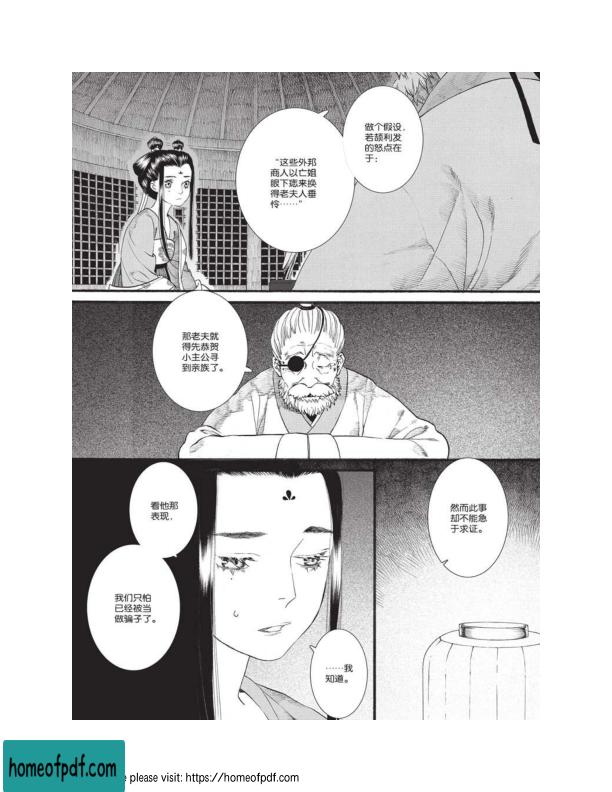 做个假设,
若颉利发
的怒点在
于:
“这些外邦
商人以亡姐
眼下痣来换
得老夫人垂
怜……”
那老夫就
得先恭贺
小主公寻
到亲族了。
然而此事
却不能急
于求证。
看他那
表现,
我们只怕
已经被当
做骗子了。
……我
知道。
homeofpdf.com
e please visit: https://homeofpdf.com